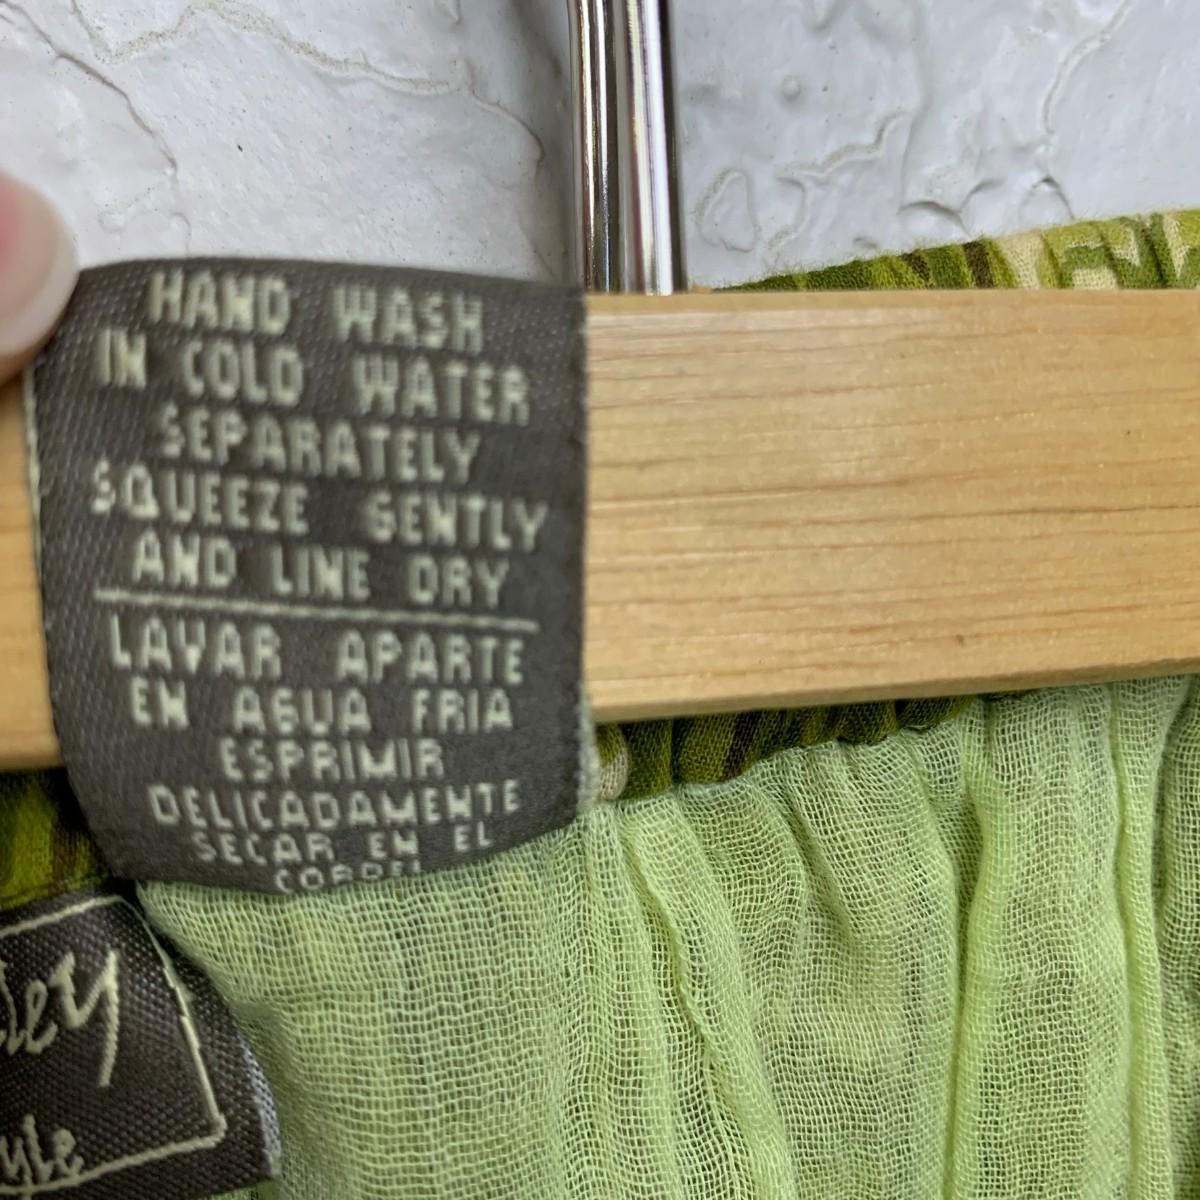 HAND WASH
IN COLD WATER
SEPARATELY
SQUEEZE GENTLY
AND LINE DRY
LAVAR APARTE
EN AGUA FRIA
ESPRIMIR
DELICADAMENTE
SECAR EN EL
CORDEL